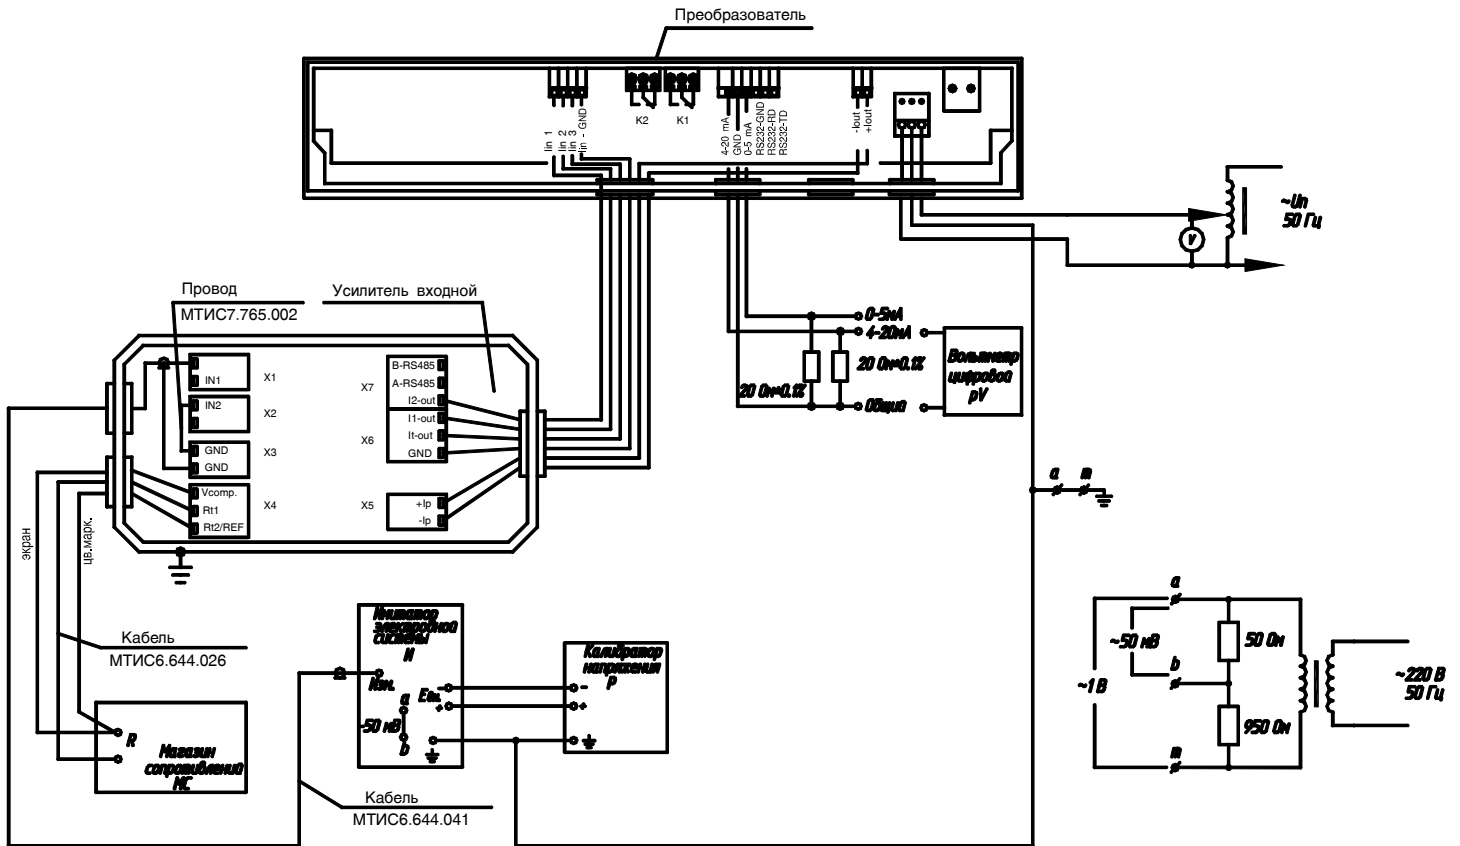 Преобразователь
Iin 1
Iin 2
Iin 3
Iin - GND
K2
K1
4-20 mA
GND
0-5 mA
RS232-GND
RS232-RD
RS232-TD
-Iout
+Iout
~Uп
50 Гц
V
Провод
МТИС7.765.002
Усилитель входной
IN1
X1
IN2
X2
GND
GND
X3
Vcomp.
Rt1
Rt2/REF
X4
B-RS485
A-RS485
I2-out
X7
I1-out
It-out
GND
X6
+Ip
-Ip
X5
0-5мА
4-20мА
20 Ом±0.1%
20 Ом±0.1%
Общий
Вольтметр
цифровой
pV
a
m
экран
цв.марк.
Кабель
МТИС6.644.026
R
Магазин
сопротивлений
МС
Имитатор
электродной
системы
И
Изм.
a
~50 мВ
b
Евн.
-
+
Калибратор
напряжения
P
-
+
Кабель
МТИС6.644.041
a
~50 мВ
b
~1 В
m
50 Ом
950 Ом
~220 В
50 Гц